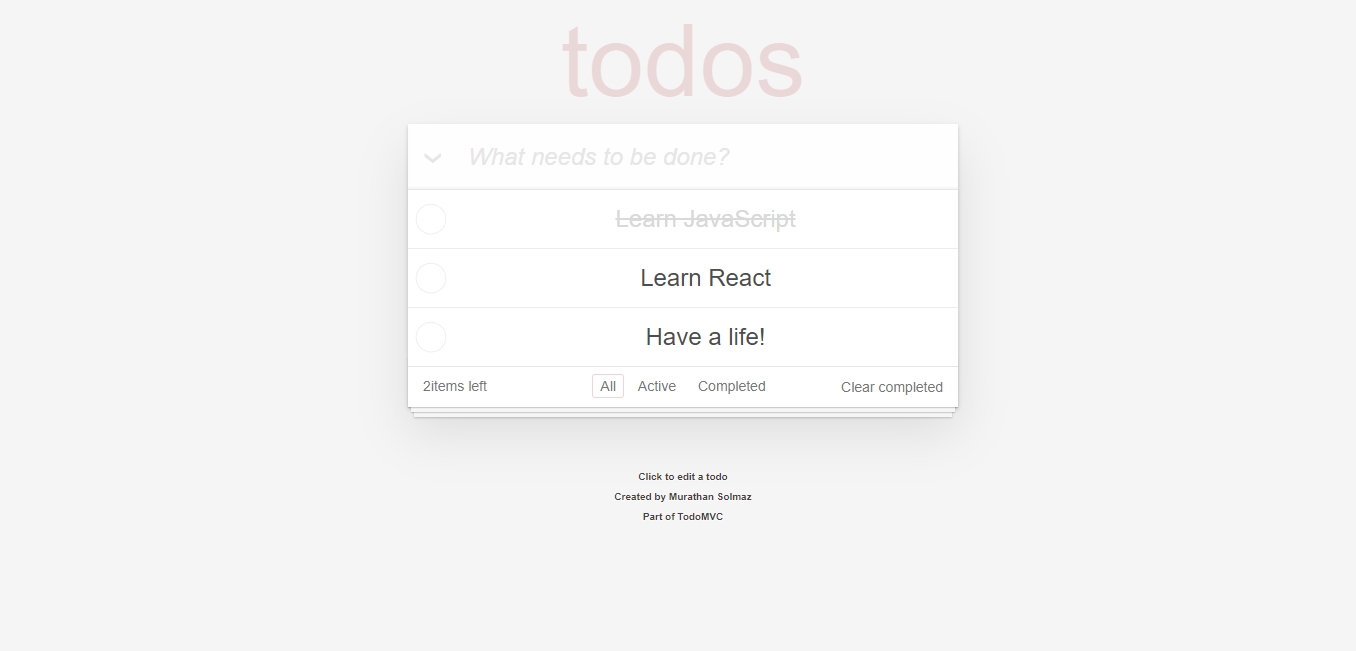 todos
What needs to be done?
Learn JavaScript
Learn React
Have a life!
2items left All Active Completed Clear completed
Click to edit a todo
Created by Murathan Solmaz
Part of TodoMVC